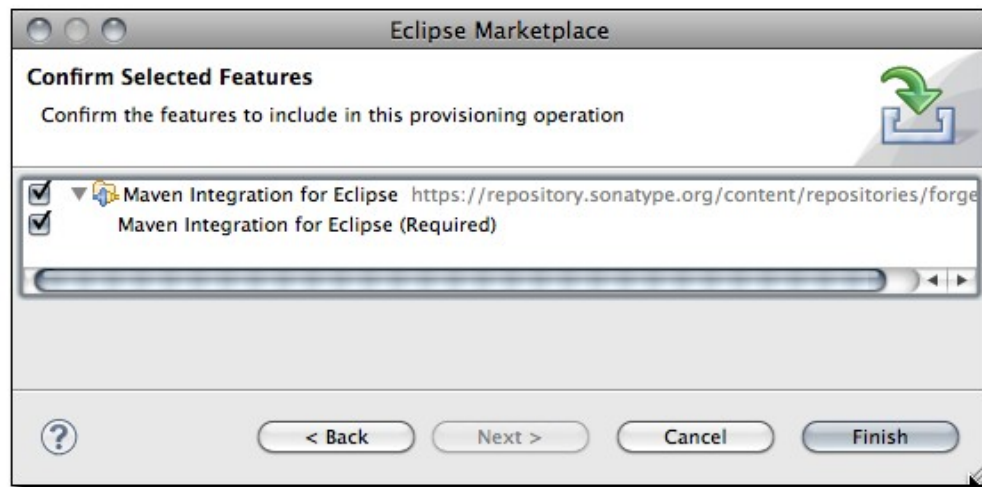 Eclipse Marketplace
Confirm Selected Features
Confirm the features to include in this provisioning operation
Maven Integration for Eclipse https://repository.sonatype.org/content/repositories/forge
Maven Integration for Eclipse (Required)
?
< Back Next > Cancel Finish